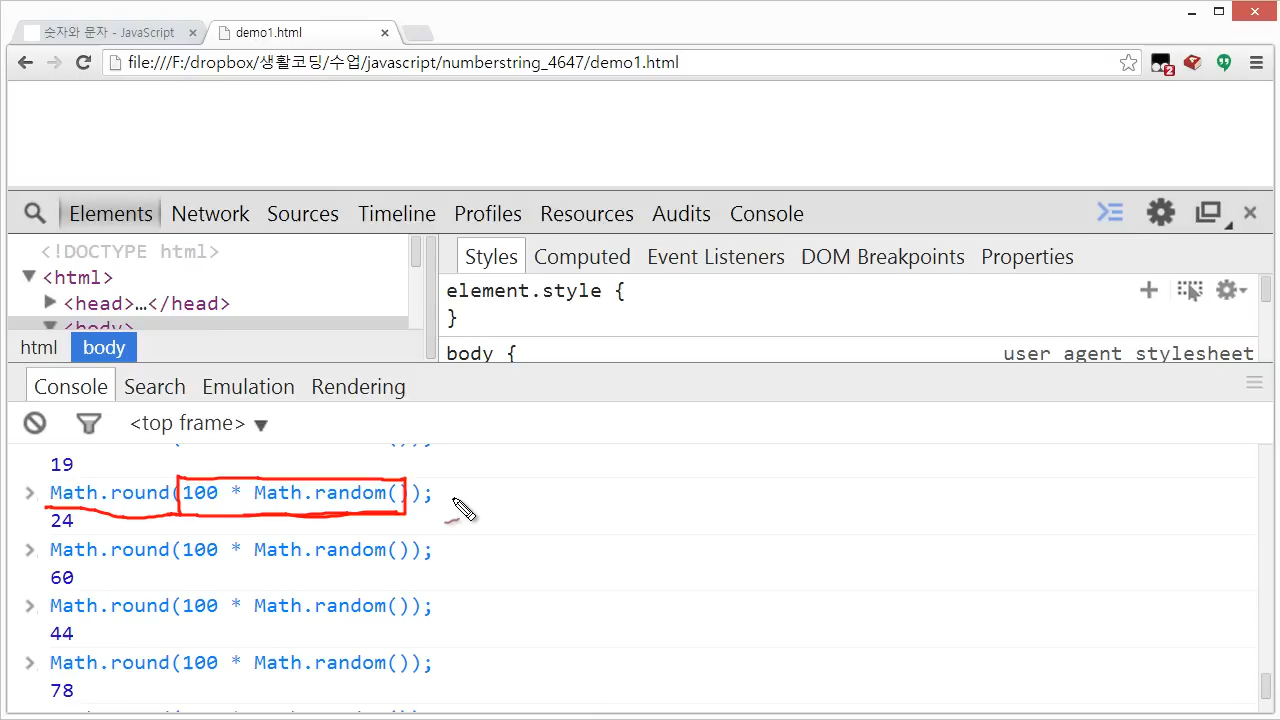 숫자와 문자 - JavaScript
demo1.html
file:///F:/dropbox/생활코딩/수업/javascript/numberstring_4647/demo1.html
2
Elements Network Sources Timeline Profiles Resources Audits Console
<!DOCTYPE html>
<html>
<head>…</head>
<body>
html body
Styles Computed Event Listeners DOM Breakpoints Properties
element.style {
}
body { user agent stylesheet
Console Search Emulation Rendering
<top frame>
19
Math.round(100 * Math.random());
24
Math.round(100 * Math.random());
60
Math.round(100 * Math.random());
44
Math.round(100 * Math.random());
78